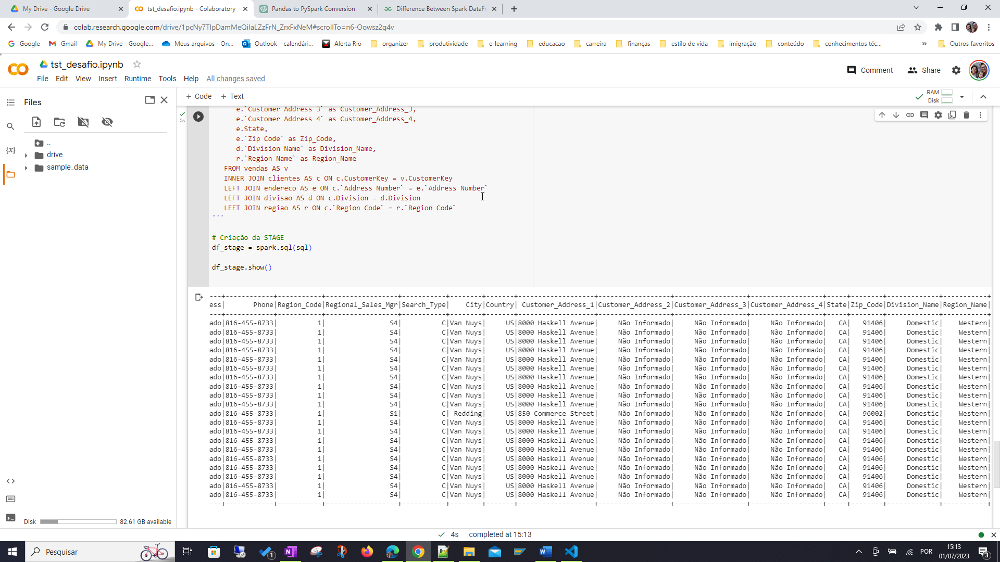 My Drive - Google Drive
tst_desafio.ipynb - Colaboratory
Pandas to PySpark Conversion
Difference Between Spark DataFr
colab.research.google.com/drive/1pcNy7TlpDamMeQiIaLZzFrN_ZrxFxNeM#scrollTo=n6-Oowsz2g4v
Google
Gmail
My Drive - Google...
Meus arquivos - On...
Outlook – calendári...
Alerta Rio
organizer
produtividade
e-learning
educacao
carreira
finanças
estilo de vida
imigração
conteúdo
conhecimentos téc...
»
Outros favoritos
tst_desafio.ipynb
File Edit View Insert Runtime Tools Help All changes saved
Comment
Share
Files
+ Code + Text
RAM
Disk
..
drive
sample_data
{x}
5s
e.`Customer Address 3` as Customer_Address_3,
e.`Customer Address 4` as Customer_Address_4,
e.State,
e.`Zip Code` as Zip_Code,
d.`Division Name` as Division_Name,
r.`Region Name` as Region_Name
FROM vendas AS v
INNER JOIN clientes AS c ON c.CustomerKey = v.CustomerKey
LEFT JOIN endereco AS e ON c.`Address Number` = e.`Address Number`
LEFT JOIN divisao AS d ON c.Division = d.Division
LEFT JOIN regiao AS r ON c.`Region Code` = r.`Region Code`
'''
# Criação da STAGE
df_stage = spark.sql(sql)
df_stage.show()
---+------------+-----------+------------------+-----------+--------+-------+-------------------+------------------+------------------+------------------+-----+--------+-------------+-----------+
ess|       Phone|Region_Code|Regional_Sales_Mgr|Search_Type|    City|Country| Customer_Address_1|Customer_Address_2|Customer_Address_3|Customer_Address_4|State|Zip_Code|Division_Name|Region_Name|
---+------------+-----------+------------------+-----------+--------+-------+-------------------+------------------+------------------+------------------+-----+--------+-------------+-----------+
ado|816-455-8733|          1|                S4|          C|Van Nuys|     US|8000 Haskell Avenue|     Não Informado|     Não Informado|     Não Informado|   CA|   91406|     Domestic|    Western|
ado|816-455-8733|          1|                S4|          C|Van Nuys|     US|8000 Haskell Avenue|     Não Informado|     Não Informado|     Não Informado|   CA|   91406|     Domestic|    Western|
ado|816-455-8733|          1|                S4|          C|Van Nuys|     US|8000 Haskell Avenue|     Não Informado|     Não Informado|     Não Informado|   CA|   91406|     Domestic|    Western|
ado|816-455-8733|          1|                S4|          C|Van Nuys|     US|8000 Haskell Avenue|     Não Informado|     Não Informado|     Não Informado|   CA|   91406|     Domestic|    Western|
ado|816-455-8733|          1|                S4|          C|Van Nuys|     US|8000 Haskell Avenue|     Não Informado|     Não Informado|     Não Informado|   CA|   91406|     Domestic|    Western|
ado|816-455-8733|          1|                S4|          C|Van Nuys|     US|8000 Haskell Avenue|     Não Informado|     Não Informado|     Não Informado|   CA|   91406|     Domestic|    Western|
ado|816-455-8733|          1|                S4|          C|Van Nuys|     US|8000 Haskell Avenue|     Não Informado|     Não Informado|     Não Informado|   CA|   91406|     Domestic|    Western|
ado|816-455-8733|          1|                S4|          C|Van Nuys|     US|8000 Haskell Avenue|     Não Informado|     Não Informado|     Não Informado|   CA|   91406|     Domestic|    Western|
ado|816-455-8733|          1|                S4|          C|Van Nuys|     US|8000 Haskell Avenue|     Não Informado|     Não Informado|     Não Informado|   CA|   91406|     Domestic|    Western|
ado|816-455-8733|          1|                S4|          C|Van Nuys|     US|8000 Haskell Avenue|     Não Informado|     Não Informado|     Não Informado|   CA|   91406|     Domestic|    Western|
ado|816-455-8733|          1|                S1|          C| Redding|     US|850 Commerce Street|     Não Informado|     Não Informado|     Não Informado|   CA|   96002|     Domestic|    Western|
ado|816-455-8733|          1|                S4|          C|Van Nuys|     US|8000 Haskell Avenue|     Não Informado|     Não Informado|     Não Informado|   CA|   91406|     Domestic|    Western|
ado|816-455-8733|          1|                S4|          C|Van Nuys|     US|8000 Haskell Avenue|     Não Informado|     Não Informado|     Não Informado|   CA|   91406|     Domestic|    Western|
ado|816-455-8733|          1|                S4|          C|Van Nuys|     US|8000 Haskell Avenue|     Não Informado|     Não Informado|     Não Informado|   CA|   91406|     Domestic|    Western|
ado|816-455-8733|          1|                S4|          C|Van Nuys|     US|8000 Haskell Avenue|     Não Informado|     Não Informado|     Não Informado|   CA|   91406|     Domestic|    Western|
ado|816-455-8733|          1|                S4|          C|Van Nuys|     US|8000 Haskell Avenue|     Não Informado|     Não Informado|     Não Informado|   CA|   91406|     Domestic|    Western|
ado|816-455-8733|          1|                S4|          C|Van Nuys|     US|8000 Haskell Avenue|     Não Informado|     Não Informado|     Não Informado|   CA|   91406|     Domestic|    Western|
ado|816-455-8733|          1|                S4|          C|Van Nuys|     US|8000 Haskell Avenue|     Não Informado|     Não Informado|     Não Informado|   CA|   91406|     Domestic|    Western|
ado|816-455-8733|          1|                S4|          C|Van Nuys|     US|8000 Haskell Avenue|     Não Informado|     Não Informado|     Não Informado|   CA|   91406|     Domestic|    Western|
ado|816-455-8733|          1|                S4|          C|Van Nuys|     US|8000 Haskell Avenue|     Não Informado|     Não Informado|     Não Informado|   CA|   91406|     Domestic|    Western|
---+------------+-----------+------------------+-----------+--------+-------+-------------------+------------------+------------------+------------------+-----+--------+-------------+-----------+
Disk 82.61 GB available
4s completed at 15:13
Pesquisar
1
POR
15:13
01/07/2023
3